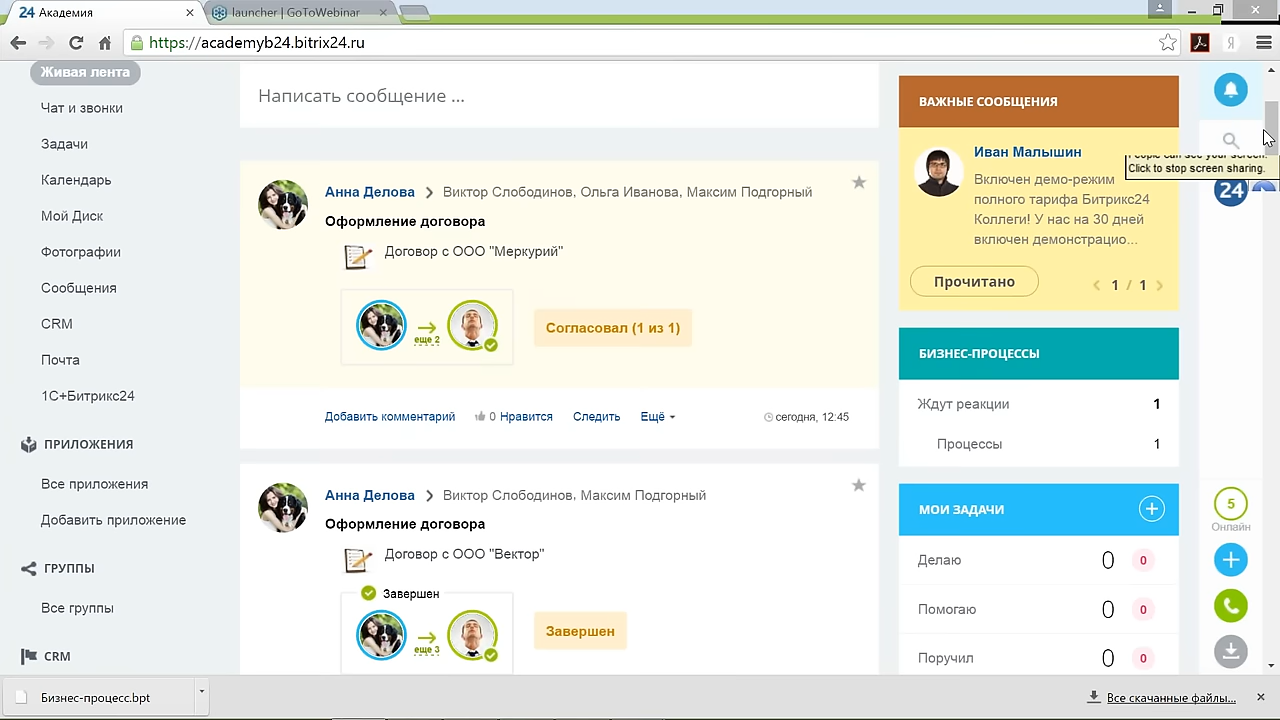 24 Академия
launcher | GoToWebinar
https://academyb24.bitrix24.ru
Живая лента
Чат и звонки
Задачи
Календарь
Мой Диск
Фотографии
Сообщения
CRM
Почта
1С+Битрикс24
ПРИЛОЖЕНИЯ
Все приложения
Добавить приложение
ГРУППЫ
Все группы
CRM
Написать сообщение ...
Анна Делова Виктор Слободинов, Ольга Иванова, Максим Подгорный
Оформление договора
Договор с ООО "Меркурий"
еще 2
Согласовал (1 из 1)
Добавить комментарий 0 Нравится Следить Ещё сегодня, 12:45
Анна Делова Виктор Слободинов, Максим Подгорный
Оформление договора
Договор с ООО "Вектор"
Завершен
еще 3
Завершен
ВАЖНЫЕ СООБЩЕНИЯ
Иван Малышин
Включен демо-режим
полного тарифа Битрикс24
Коллеги! У нас на 30 дней
включен демонстрацио...
Прочитано
1 / 1
БИЗНЕС-ПРОЦЕССЫ
Ждут реакции 1
Процессы 1
МОИ ЗАДАЧИ
Делаю 0 0
Помогаю 0 0
Поручил 0 0
People can see your screen.
Click to stop screen sharing.
24
5
Онлайн
Бизнес-процесс.bpt
Все скачанные файлы...